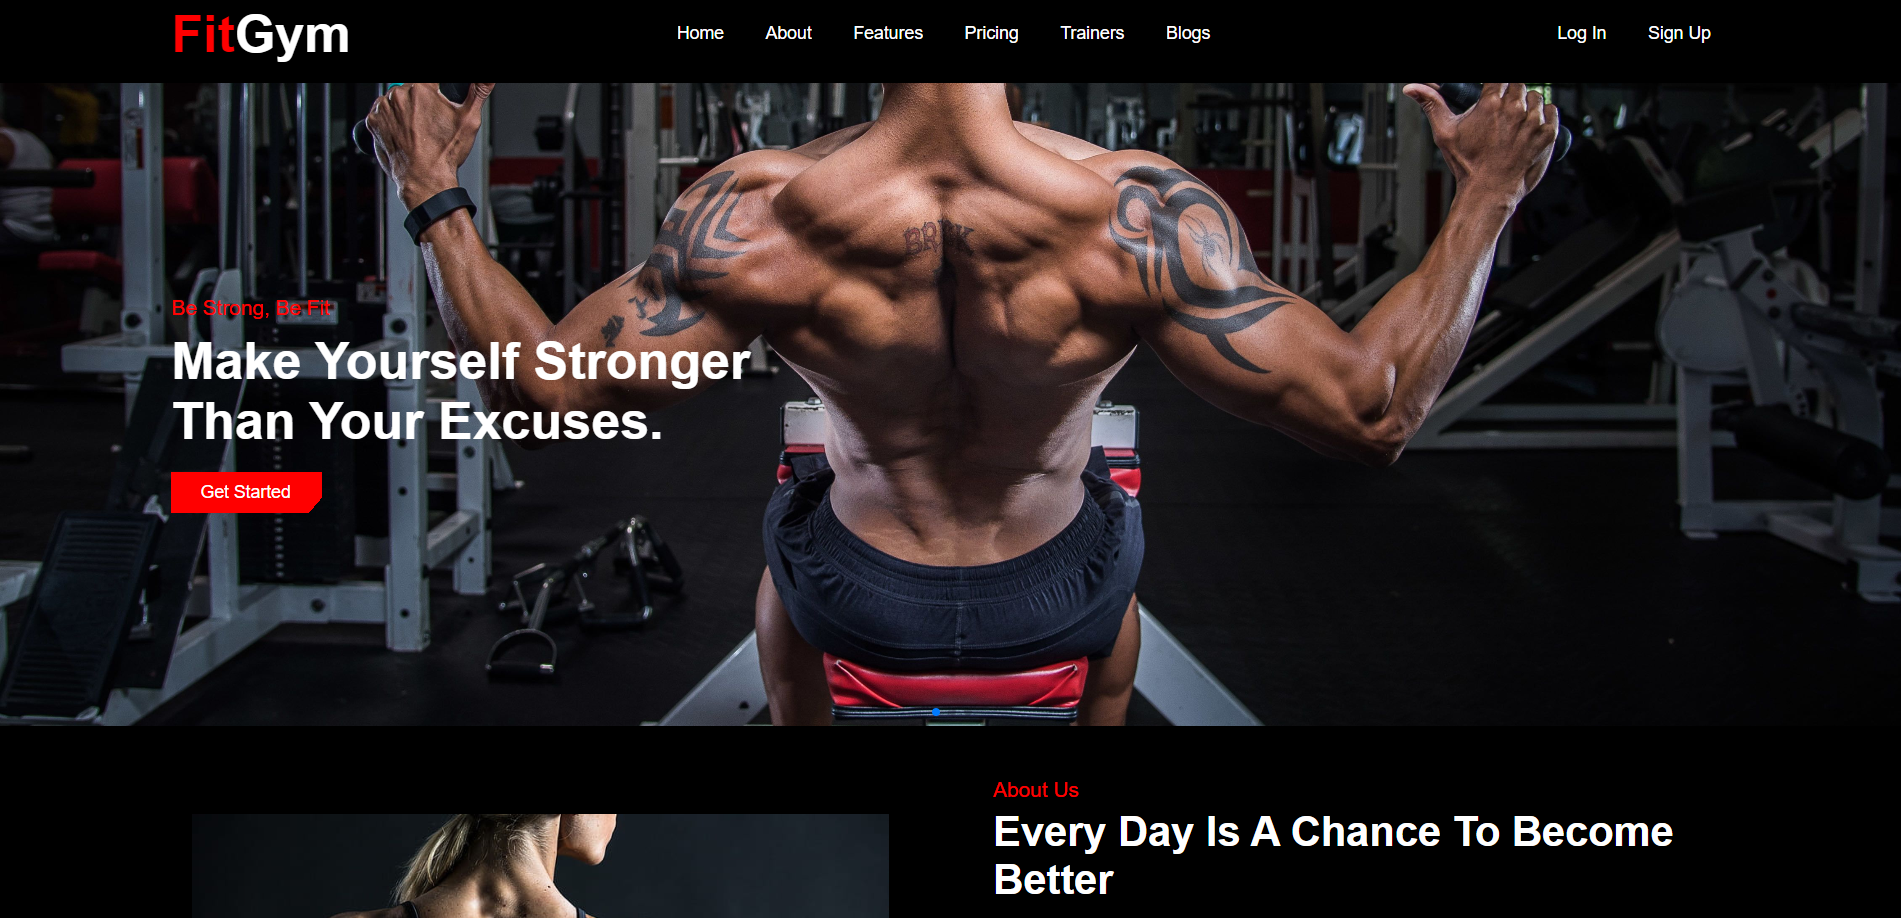 FitGym
Home About Features Pricing Trainers Blogs
Log In Sign Up
Be Strong, Be Fit
Make Yourself Stronger
Than Your Excuses.
Get Started
About Us
Every Day Is A Chance To Become
Better